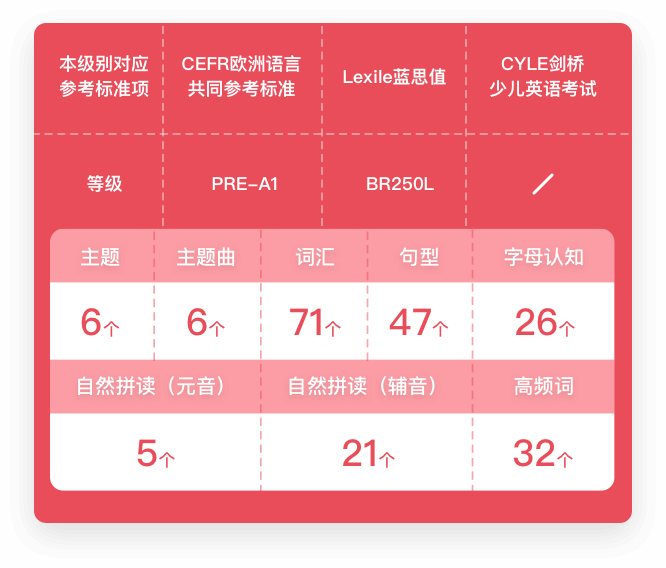 本级别对应
参考标准项
CEFR欧洲语言
共同参考标准
Lexile蓝思值
CYLE剑桥
少儿英语考试
等级 PRE-A1 BR250L /
主题 主题曲 词汇 句型 字母认知
6个 6个 71个 47个 26个
自然拼读（元音） 自然拼读（辅音） 高频词
5个 21个 32个